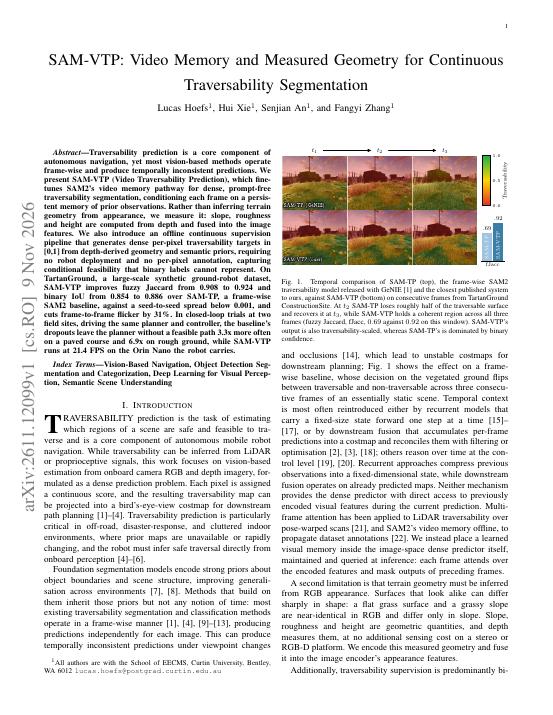 1
SAM-VTP: Video Memory and Measured Geometry for Continuous
Traversability Segmentation
Lucas Hoefs¹, Hui Xie¹, Senjian An¹, and Fangyi Zhang¹
arXiv:2611.12099v1 [cs.RO] 9 Nov 2026
Abstract—Traversability prediction is a core component of
autonomous navigation, yet most vision-based methods operate
frame-wise and produce temporally inconsistent predictions. We
present SAM-VTP (Video Traversability Prediction), which fine-
tunes SAM2's video memory pathway for dense, prompt-free
traversability segmentation, conditioning each frame on a persis-
tent memory of prior observations. Rather than inferring terrain
geometry from appearance, we measure it: slope, roughness
and height are computed from depth and fused into the image
features. We also introduce an offline continuous supervision
pipeline that generates dense per-pixel traversability targets in
[0,1] from depth-derived geometry and semantic priors, requiring
no robot deployment and no per-pixel annotation, capturing
conditional feasibility that binary labels cannot represent. On
TartanGround, a large-scale synthetic ground-robot dataset,
SAM-VTP improves fuzzy Jaccard from 0.908 to 0.924 and
binary IoU from 0.854 to 0.886 over SAM-TP, a frame-wise
SAM2 baseline, against a seed-to-seed spread below 0.001, and
cuts frame-to-frame flicker by 31%. In closed-loop trials at two
field sites, driving the same planner and controller, the baseline's
dropouts leave the planner without a feasible path 3.3x more often
on a paved course and 6.9x on rough ground, while SAM-VTP
runs at 21.4 FPS on the Orin Nano the robot carries.
Index Terms—Vision-Based Navigation, Object Detection Seg-
mentation and Categorization, Deep Learning for Visual Percep-
tion, Semantic Scene Understanding
I. INTRODUCTION
TRAVERSABILITY prediction is the task of estimating
which regions of a scene are safe and feasible to tra-
verse and is a core component of autonomous mobile robot
navigation. While traversability can be inferred from LiDAR
or proprioceptive signals, this work focuses on vision-based
estimation from onboard camera RGB and depth imagery, for-
mulated as a dense prediction problem. Each pixel is assigned
a continuous score, and the resulting traversability map can
be projected into a bird's-eye-view costmap for downstream
path planning [1]–[4]. Traversability prediction is particularly
critical in off-road, disaster-response, and cluttered indoor
environments, where prior maps are unavailable or rapidly
changing, and the robot must infer safe traversal directly from
onboard perception [4]–[6].
Foundation segmentation models encode strong priors about
object boundaries and scene structure, improving generali-
sation across environments [7], [8]. Methods that build on
them inherit those priors but not any notion of time: most
existing traversability segmentation and classification methods
operate in a frame-wise manner [1], [4], [9]–[13], producing
predictions independently for each image. This can produce
temporally inconsistent predictions under viewpoint changes
¹All authors are with the School of EECMS, Curtin University, Bentley,
WA 6012 lucas.hoefs@postgrad.curtin.edu.au
t₁ t₂ t₃
SAM-TP (GeNIE)
SAM-VTP (ours)
1.0
0.5
0.0
Traversability
.69
.92
SAM-TP
SAM-VTP
fJacc
Fig. 1. Temporal comparison of SAM-TP (top), the frame-wise SAM2
traversability model released with GeNIE [1] and the closest published system
to ours, against SAM-VTP (bottom) on consecutive frames from TartanGround
ConstructionSite. At t2 SAM-TP loses roughly half of the traversable surface
and recovers it at t3, while SAM-VTP holds a coherent region across all three
frames (fuzzy Jaccard, fJacc, 0.69 against 0.92 on this window). SAM-VTP's
output is also traversability-scaled, whereas SAM-TP's is dominated by binary
confidence.
and occlusions [14], which lead to unstable costmaps for
downstream planning; Fig. 1 shows the effect on a frame-
wise baseline, whose decision on the vegetated ground flips
between traversable and non-traversable across three consecu-
tive frames of an essentially static scene. Temporal context
is most often reintroduced either by recurrent models that
carry a fixed-size state forward one step at a time [15]–
[17], or by downstream fusion that accumulates per-frame
predictions into a costmap and reconciles them with filtering or
optimisation [2], [3], [18]; others reason over time at the con-
trol level [19], [20]. Recurrent approaches compress previous
observations into a fixed-dimensional state, while downstream
fusion operates on already predicted maps. Neither mechanism
provides the dense predictor with direct access to previously
encoded visual features during the current prediction. Multi-
frame attention has been applied to LiDAR traversability over
pose-warped scans [21], and SAM2's video memory offline, to
propagate dataset annotations [22]. We instead place a learned
visual memory inside the image-space dense predictor itself,
maintained and queried at inference: each frame attends over
the encoded features and mask outputs of preceding frames.
A second limitation is that terrain geometry must be inferred
from RGB appearance. Surfaces that look alike can differ
sharply in shape: a flat grass surface and a grassy slope
are near-identical in RGB and differ only in slope. Slope,
roughness and height are geometric quantities, and depth
measures them, at no additional sensing cost on a stereo or
RGB-D platform. We encode this measured geometry and fuse
it into the image encoder's appearance features.
Additionally, traversability supervision is predominantly bi-